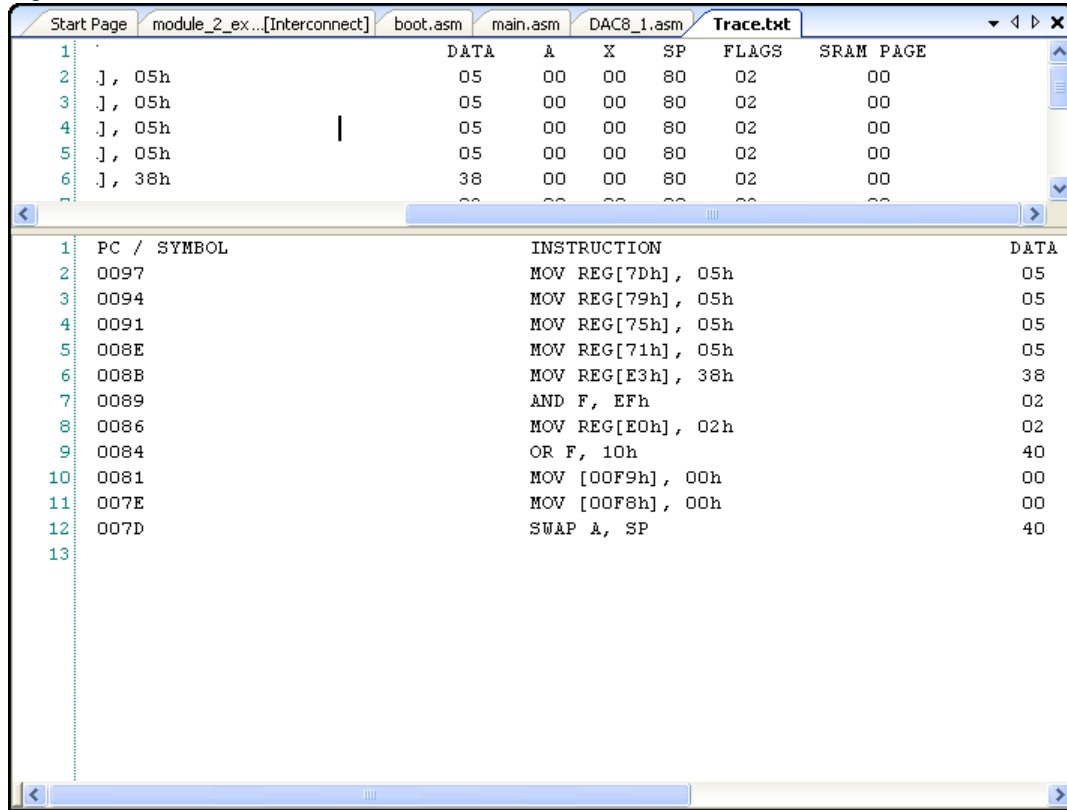 Start Page module_2_ex...[Interconnect] boot.asm main.asm DAC8_1.asm Trace.txt
1 DATA A X SP FLAGS SRAM PAGE
2 .], 05h 05 00 00 80 02 00
3 .], 05h 05 00 00 80 02 00
4 .], 05h 05 00 00 80 02 00
5 .], 05h 05 00 00 80 02 00
6 .], 38h 38 00 00 80 02 00
1 PC / SYMBOL INSTRUCTION DATA
2 0097 MOV REG[7Dh], 05h 05
3 0094 MOV REG[79h], 05h 05
4 0091 MOV REG[75h], 05h 05
5 008E MOV REG[71h], 05h 05
6 008B MOV REG[E3h], 38h 38
7 0089 AND F, EFh 02
8 0086 MOV REG[E0h], 02h 02
9 0084 OR F, 10h 40
10 0081 MOV [00F9h], 00h 00
11 007E MOV [00F8h], 00h 00
12 007D SWAP A, SP 40
13